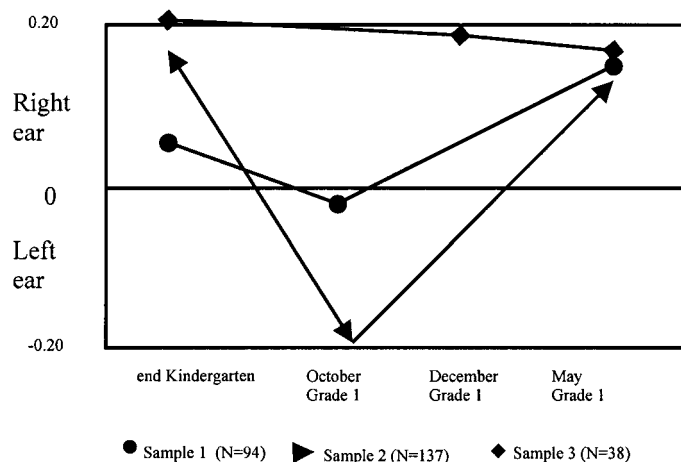 0.20
Right
ear
0
Left
ear
-0.20
end Kindergarten
October
Grade 1
December
Grade 1
May
Grade 1
Sample 1 (N=94)
Sample 2 (N=137)
Sample 3 (N=38)